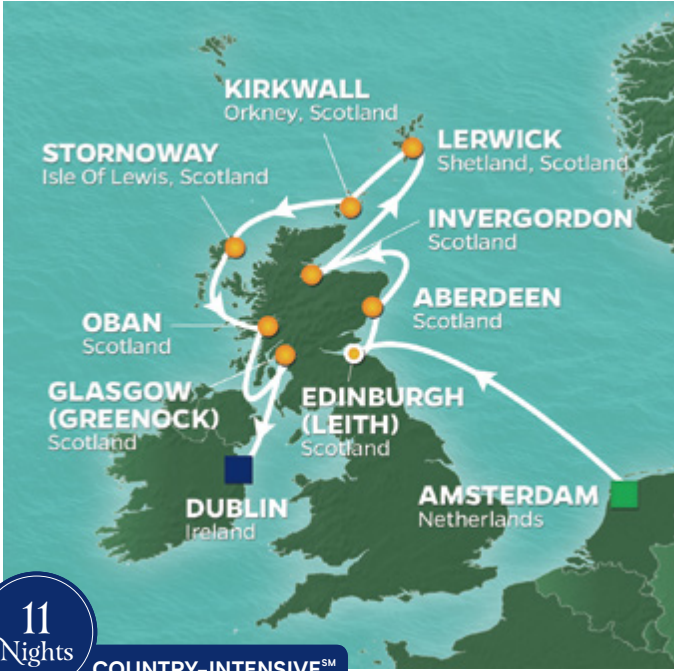 KIRKWALL
Orkney, Scotland
LERWICK
Shetland, Scotland
STORNOWAY
Isle Of Lewis, Scotland
INVERGORDON
Scotland
ABERDEEN
Scotland
OBAN
Scotland
GLASGOW
(GREENOCK)
Scotland
EDINBURGH
(LEITH)
Scotland
AMSTERDAM
Netherlands
DUBLIN
Ireland
11
Nights
COUNTRY-INTENSIVE℠